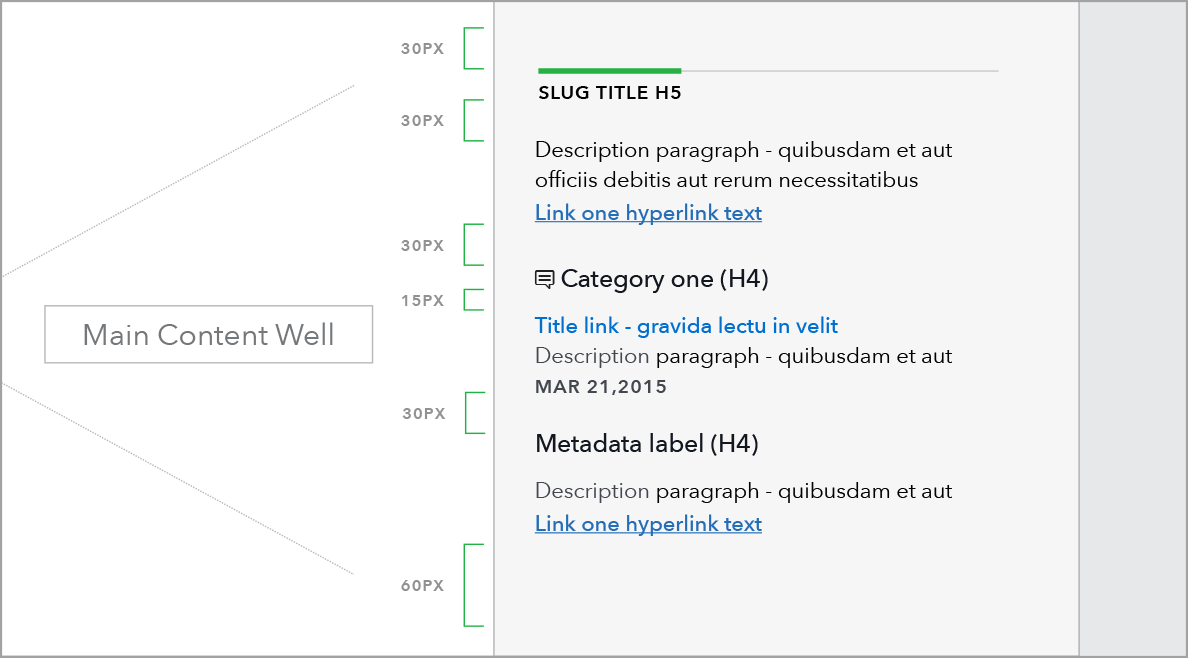 30PX
30PX
30PX
15PX
30PX
60PX
Main Content Well
SLUG TITLE H5
Description paragraph - quibusdam et aut
officiis debitis aut rerum necessitatibus
Link one hyperlink text
Category one (H4)
Title link - gravida lectu in velit
Description paragraph - quibusdam et aut
MAR 21,2015
Metadata label (H4)
Description paragraph - quibusdam et aut
Link one hyperlink text